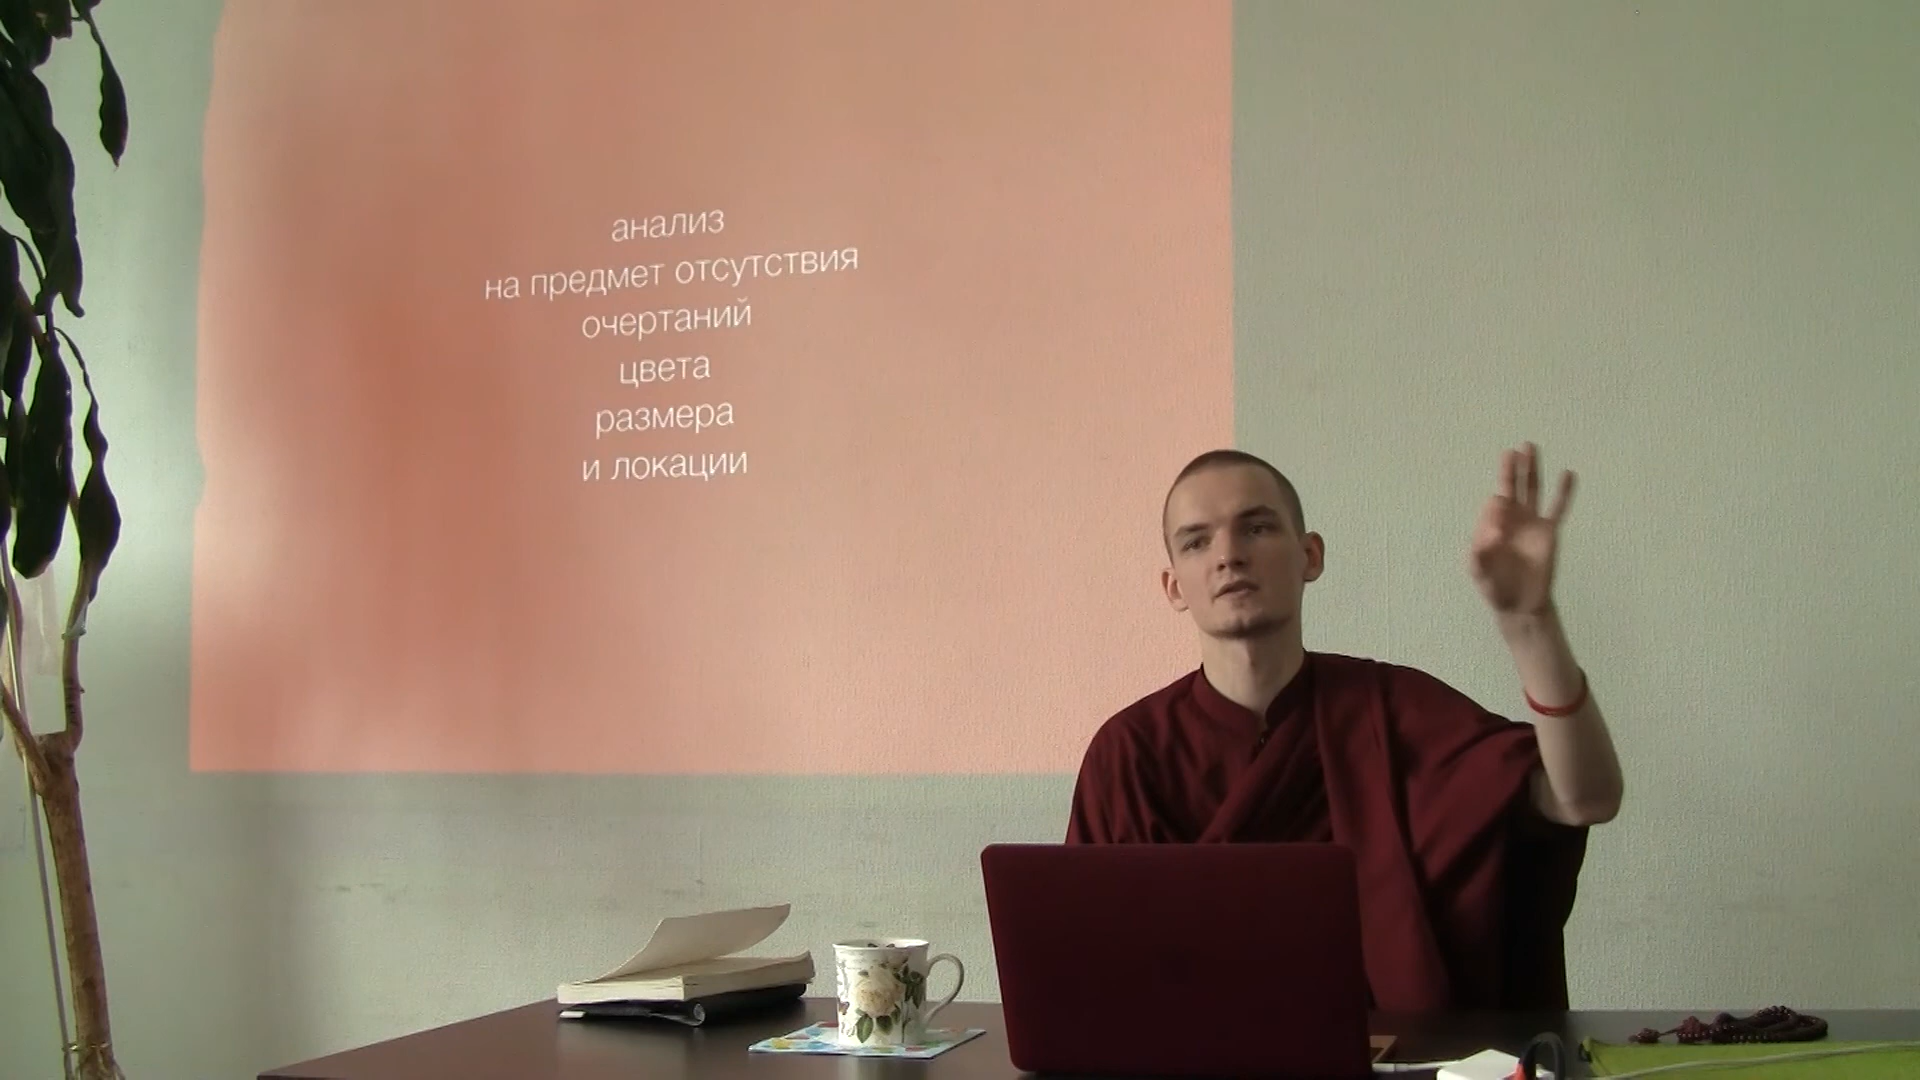 анализ
на предмет отсутствия
очертаний
цвета
размера
и локации